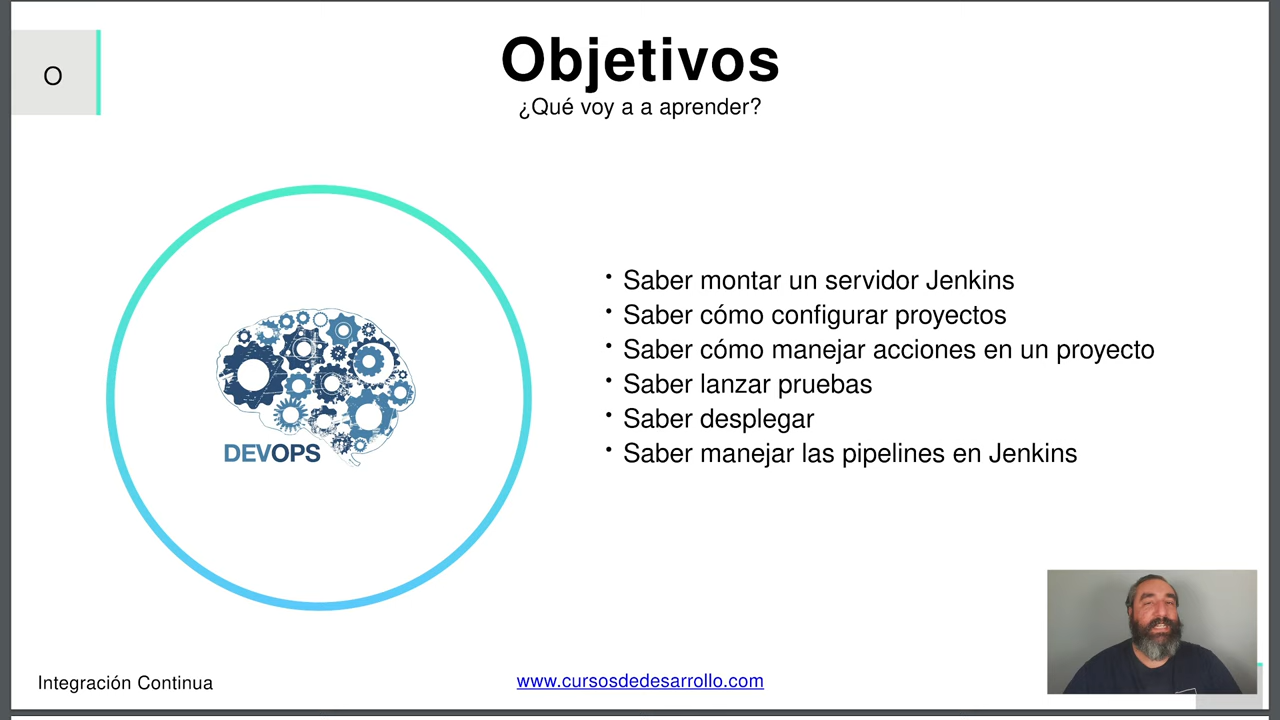 O
Objetivos
¿Qué voy a a aprender?
• Saber montar un servidor Jenkins
• Saber cómo configurar proyectos
• Saber cómo manejar acciones en un proyecto
• Saber lanzar pruebas
• Saber desplegar
• Saber manejar las pipelines en Jenkins
DEVOPS
Integración Continua
www.cursosdedesarrollo.com